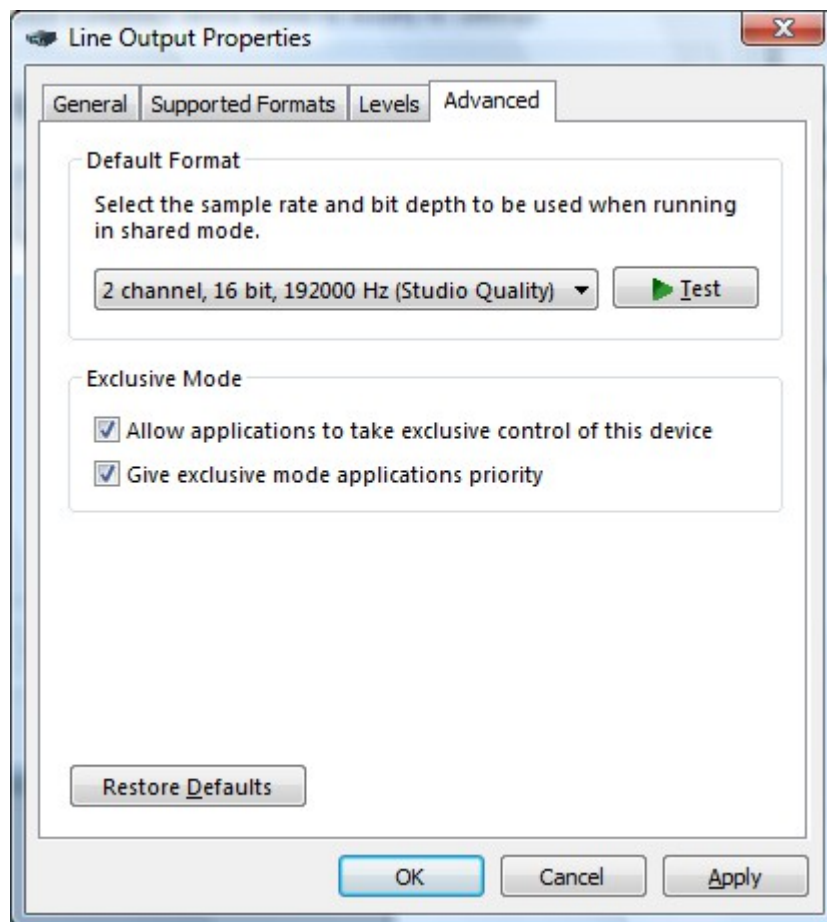 Line Output Properties
General Supported Formats Levels Advanced
Default Format
Select the sample rate and bit depth to be used when running
in shared mode.
2 channel, 16 bit, 192000 Hz (Studio Quality) Test
Exclusive Mode
Allow applications to take exclusive control of this device
Give exclusive mode applications priority
Restore Defaults
OK Cancel Apply